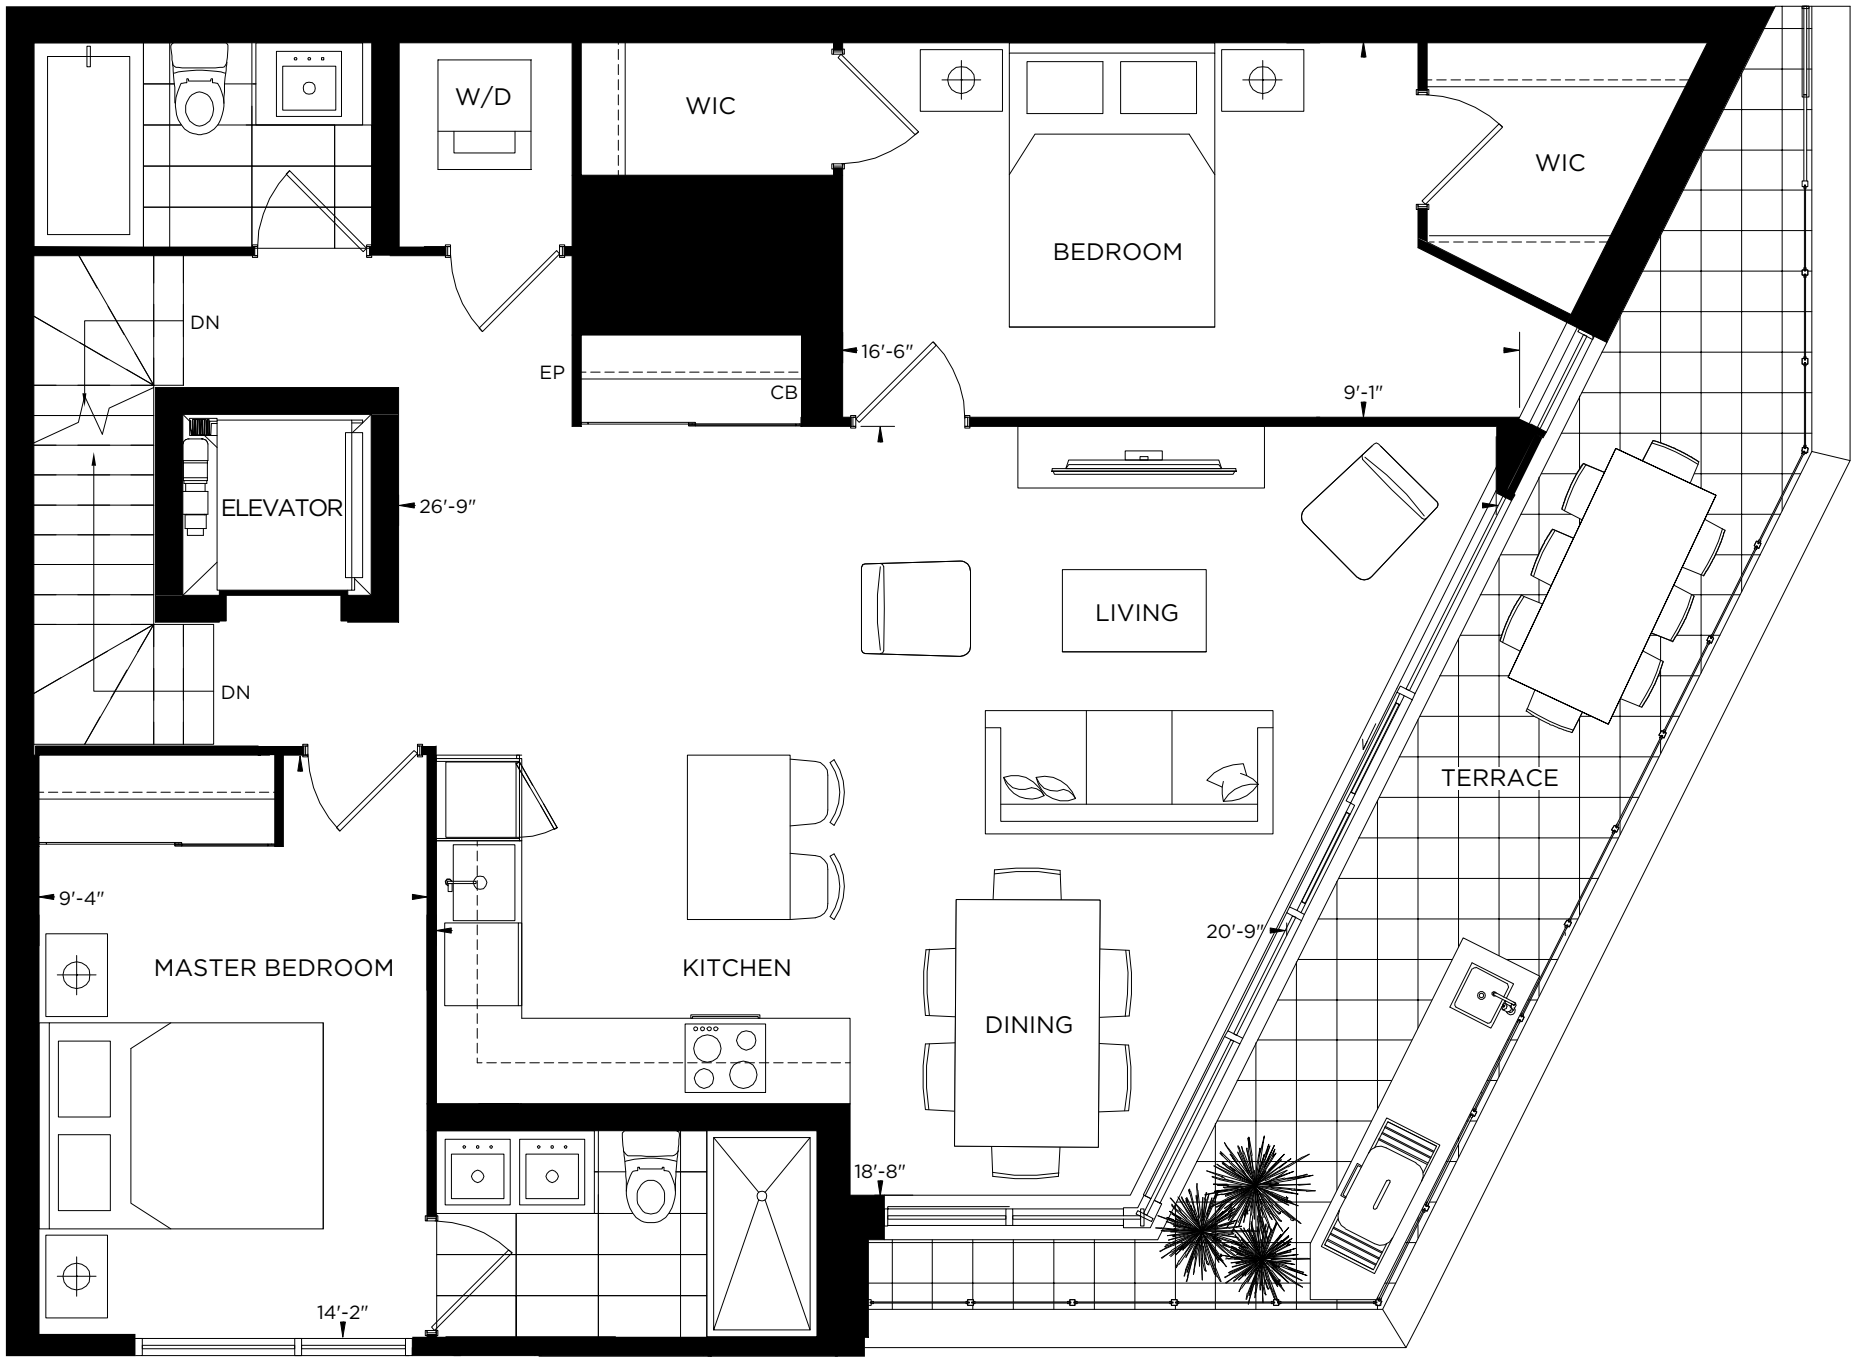 W/D
WIC
WIC
BEDROOM
DN
16'-6"
EP
CB
9'-1"
ELEVATOR
26'-9"
LIVING
DN
TERRACE
9'-4"
20'-9"
MASTER BEDROOM
KITCHEN
DINING
18'-8"
14'-2"